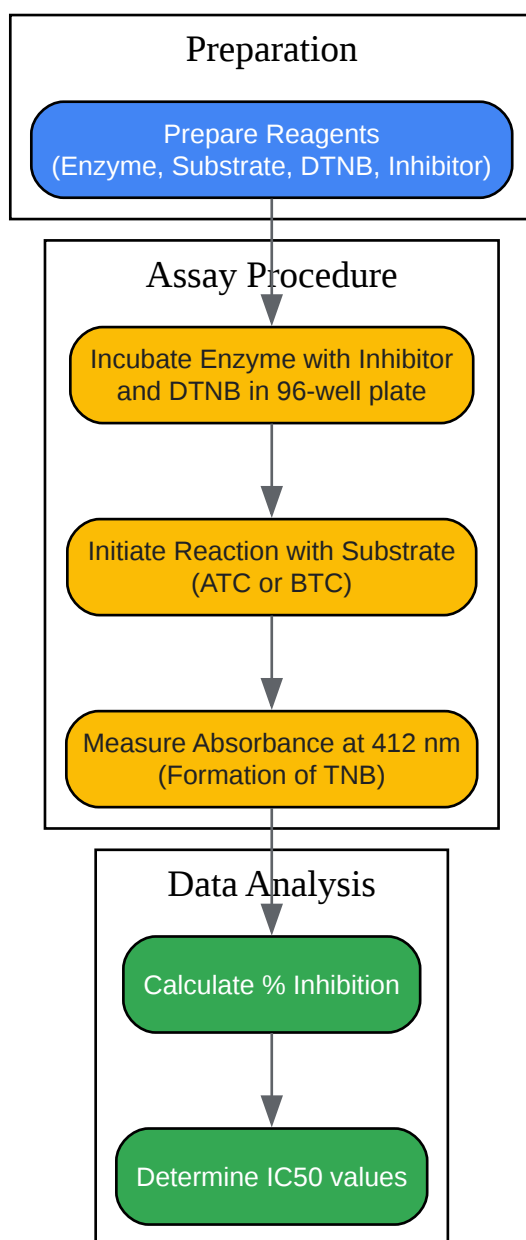 Preparation
Prepare Reagents
(Enzyme, Substrate, DTNB, Inhibitor)
Assay Procedure
Incubate Enzyme with Inhibitor
and DTNB in 96-well plate
Initiate Reaction with Substrate
(ATC or BTC)
Measure Absorbance at 412 nm
(Formation of TNB)
Data Analysis
Calculate % Inhibition
Determine IC50 values